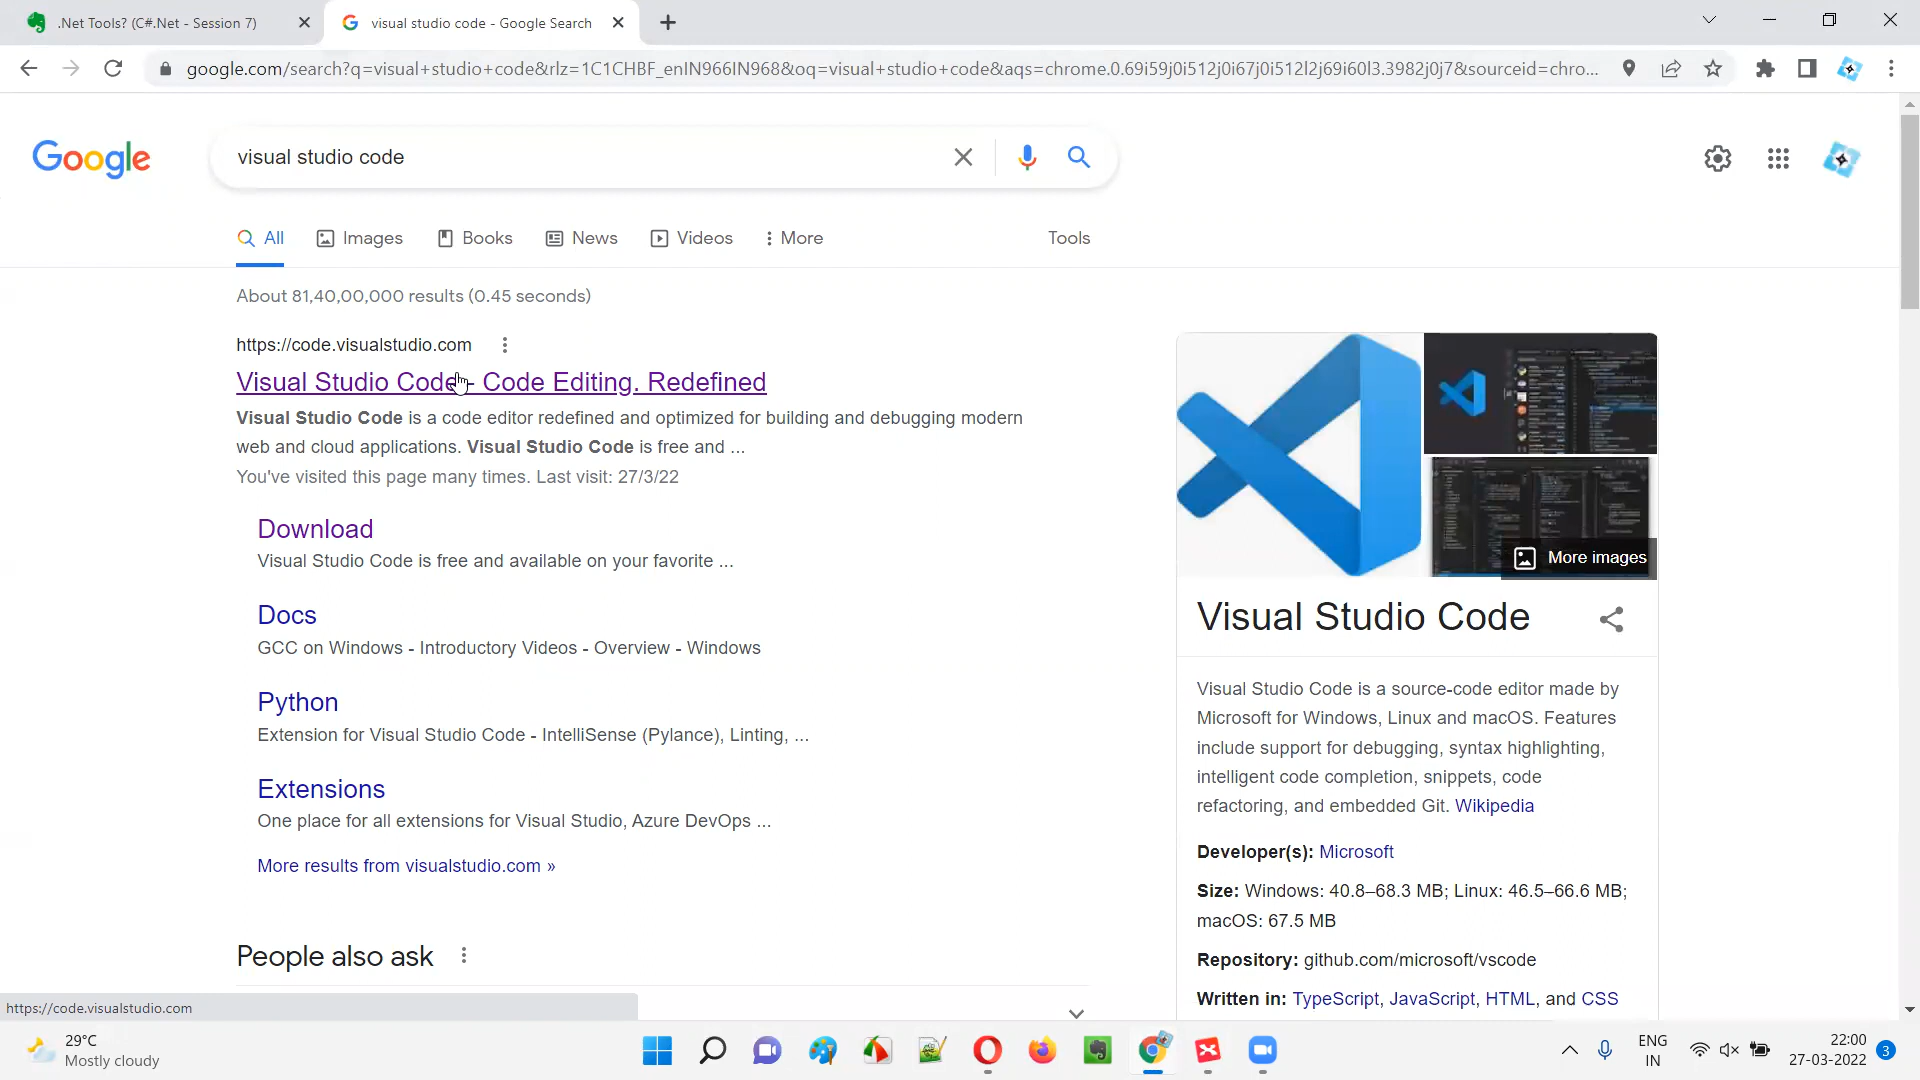 .Net Tools? (C#.Net - Session 7)
visual studio code - Google Search
google.com/search?q=visual+studio+code&rlz=1C1CHBF_enIN966IN968&oq=visual+studio+code&aqs=chrome.0.69i59j0i512j0i67j0i512l2j69i60l3.3982j0j7&sourceid=chro...
Google
visual studio code
All
Images
Books
News
Videos
More
Tools
About 81,40,00,000 results (0.45 seconds)
https://code.visualstudio.com
Visual Studio Code - Code Editing. Redefined
Visual Studio Code is a code editor redefined and optimized for building and debugging modern
web and cloud applications. Visual Studio Code is free and ...
You've visited this page many times. Last visit: 27/3/22
Download
Visual Studio Code is free and available on your favorite ...
Docs
GCC on Windows - Introductory Videos - Overview - Windows
Python
Extension for Visual Studio Code - IntelliSense (Pylance), Linting, ...
Extensions
One place for all extensions for Visual Studio, Azure DevOps ...
More results from visualstudio.com »
People also ask
More images
Visual Studio Code
Visual Studio Code is a source-code editor made by
Microsoft for Windows, Linux and macOS. Features
include support for debugging, syntax highlighting,
intelligent code completion, snippets, code
refactoring, and embedded Git. Wikipedia
Developer(s): Microsoft
Size: Windows: 40.8–68.3 MB; Linux: 46.5–66.6 MB;
macOS: 67.5 MB
Repository: github.com/microsoft/vscode
Written in: TypeScript, JavaScript, HTML, and CSS
https://code.visualstudio.com
29°C
Mostly cloudy
ENG
IN
22:00
27-03-2022
3